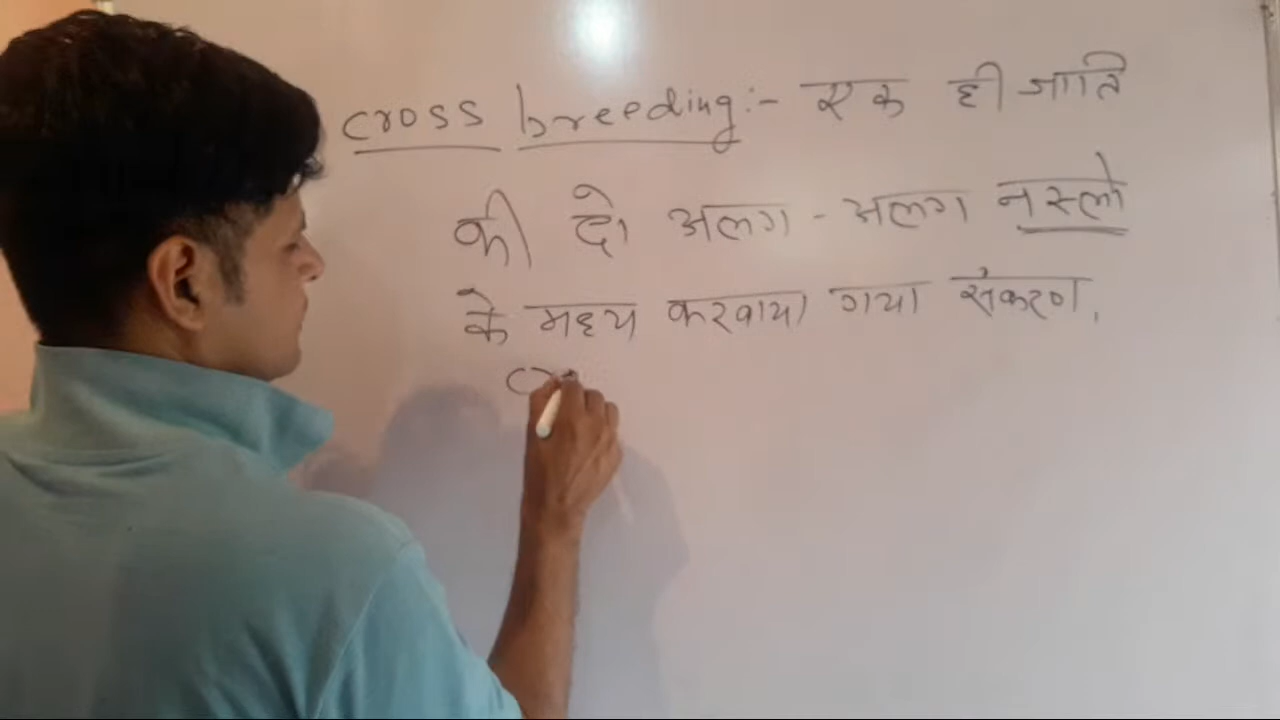 cross breeding:- एक ही जाति
की दो अलग - अलग नस्लो
के मध्य करवाया गया संकरण.